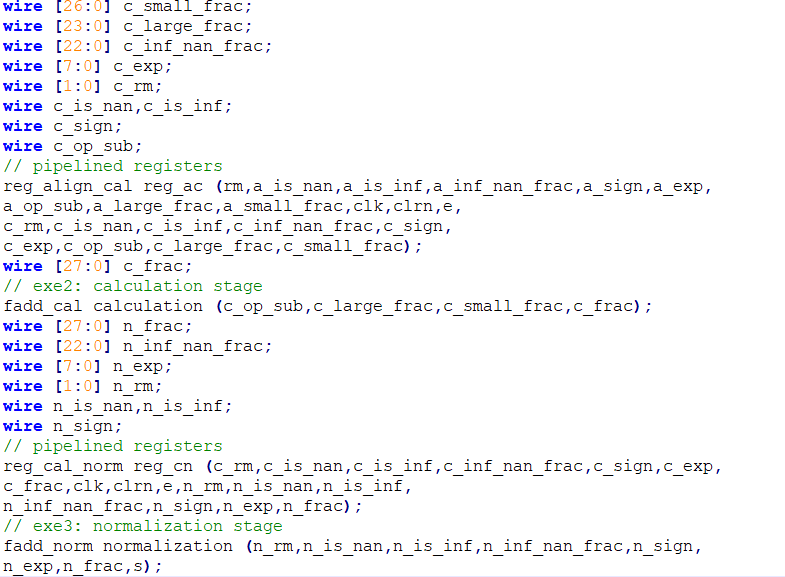 wire [26:0] c_small_frac;
wire [23:0] c_large_frac;
wire [22:0] c_inf_nan_frac;
wire [7:0] c_exp;
wire [1:0] c_rm;
wire c_is_nan,c_is_inf;
wire c_sign;
wire c_op_sub;
// pipelined registers
reg_align_cal reg_ac (rm,a_is_nan,a_is_inf,a_inf_nan_frac,a_sign,a_exp,
a_op_sub,a_large_frac,a_small_frac,clk,clrn,e,
c_rm,c_is_nan,c_is_inf,c_inf_nan_frac,c_sign,
c_exp,c_op_sub,c_large_frac,c_small_frac);
wire [27:0] c_frac;
// exe2: calculation stage
fadd_cal calculation (c_op_sub,c_large_frac,c_small_frac,c_frac);
wire [27:0] n_frac;
wire [22:0] n_inf_nan_frac;
wire [7:0] n_exp;
wire [1:0] n_rm;
wire n_is_nan,n_is_inf;
wire n_sign;
// pipelined registers
reg_cal_norm reg_cn (c_rm,c_is_nan,c_is_inf,c_inf_nan_frac,c_sign,c_exp,
c_frac,clk,clrn,e,n_rm,n_is_nan,n_is_inf,
n_inf_nan_frac,n_sign,n_exp,n_frac);
// exe3: normalization stage
fadd_norm normalization (n_rm,n_is_nan,n_is_inf,n_inf_nan_frac,n_sign,
n_exp,n_frac,s);